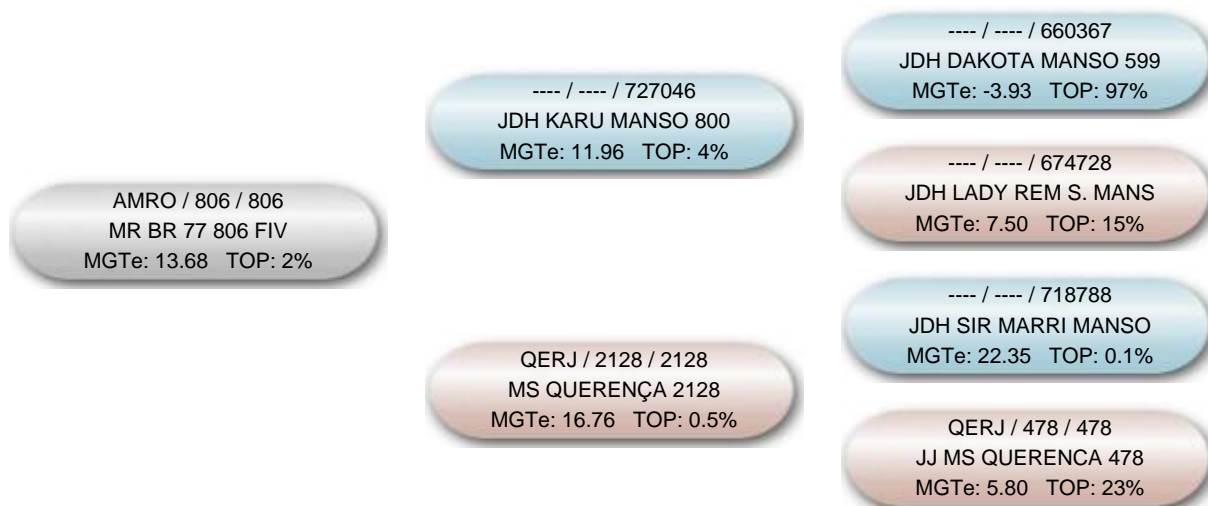 AMRO / 806 / 806
MR BR 77 806 FIV
MGTe: 13.68 TOP: 2%
---- / ---- / 727046
JDH KARU MANSO 800
MGTe: 11.96 TOP: 4%
QERJ / 2128 / 2128
MS QUERENÇA 2128
MGTe: 16.76 TOP: 0.5%
---- / ---- / 660367
JDH DAKOTA MANSO 599
MGTe: -3.93 TOP: 97%
---- / ---- / 674728
JDH LADY REM S. MANS
MGTe: 7.50 TOP: 15%
---- / ---- / 718788
JDH SIR MARRI MANSO
MGTe: 22.35 TOP: 0.1%
QERJ / 478 / 478
JJ MS QUERENCA 478
MGTe: 5.80 TOP: 23%